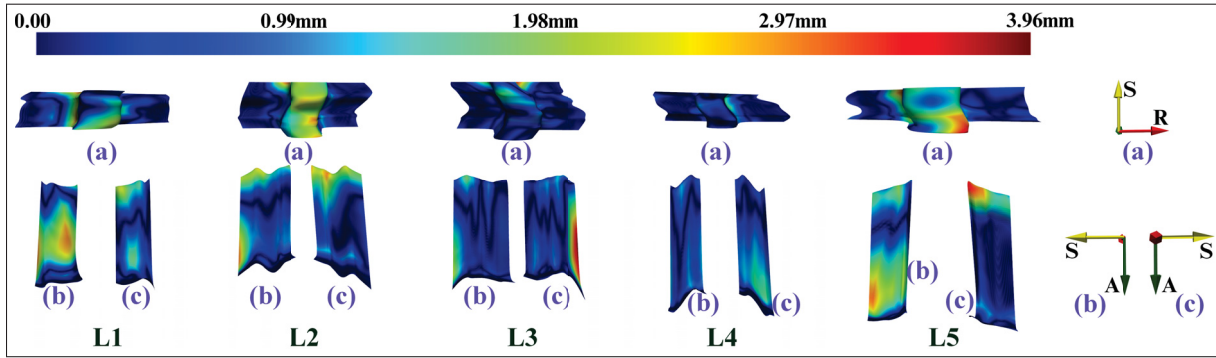 0.00 0.99mm 1.98mm 2.97mm 3.96mm
S
R
(a) (a) (a) (a) (a) (a)
S S
(b) (c) (b) (c) (b) (c) (b) (c) (b) (c) (b) A A (c)
L1 L2 L3 L4 L5